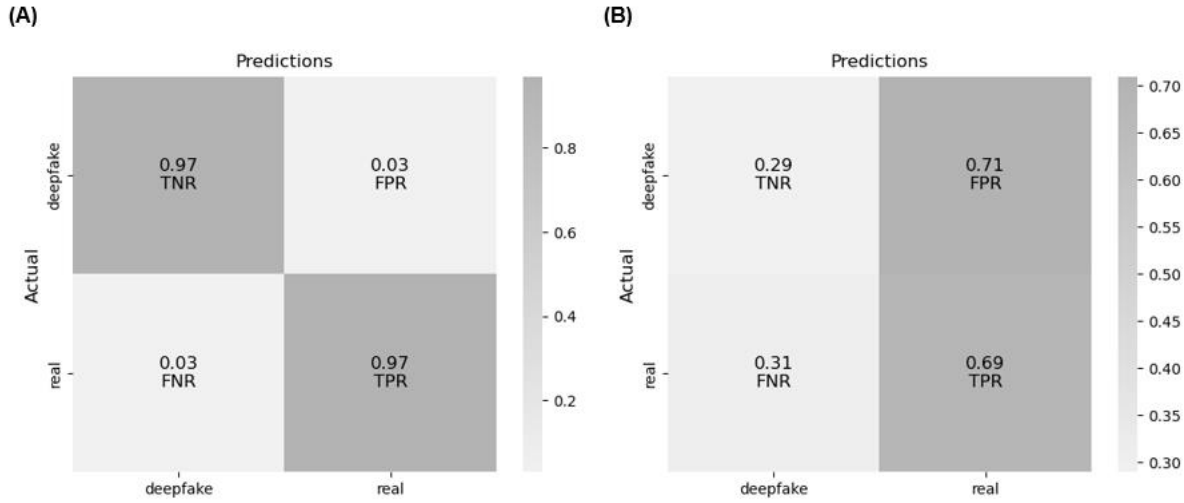 (A)
Predictions
Actual
deepfake
0.97
TNR
0.03
FPR
real
0.03
FNR
0.97
TPR
deepfake
real
0.8
0.6
0.4
0.2
(B)
Predictions
Actual
deepfake
0.29
TNR
0.71
FPR
real
0.31
FNR
0.69
TPR
deepfake
real
0.70
0.65
0.60
0.55
0.50
0.45
0.40
0.35
0.30